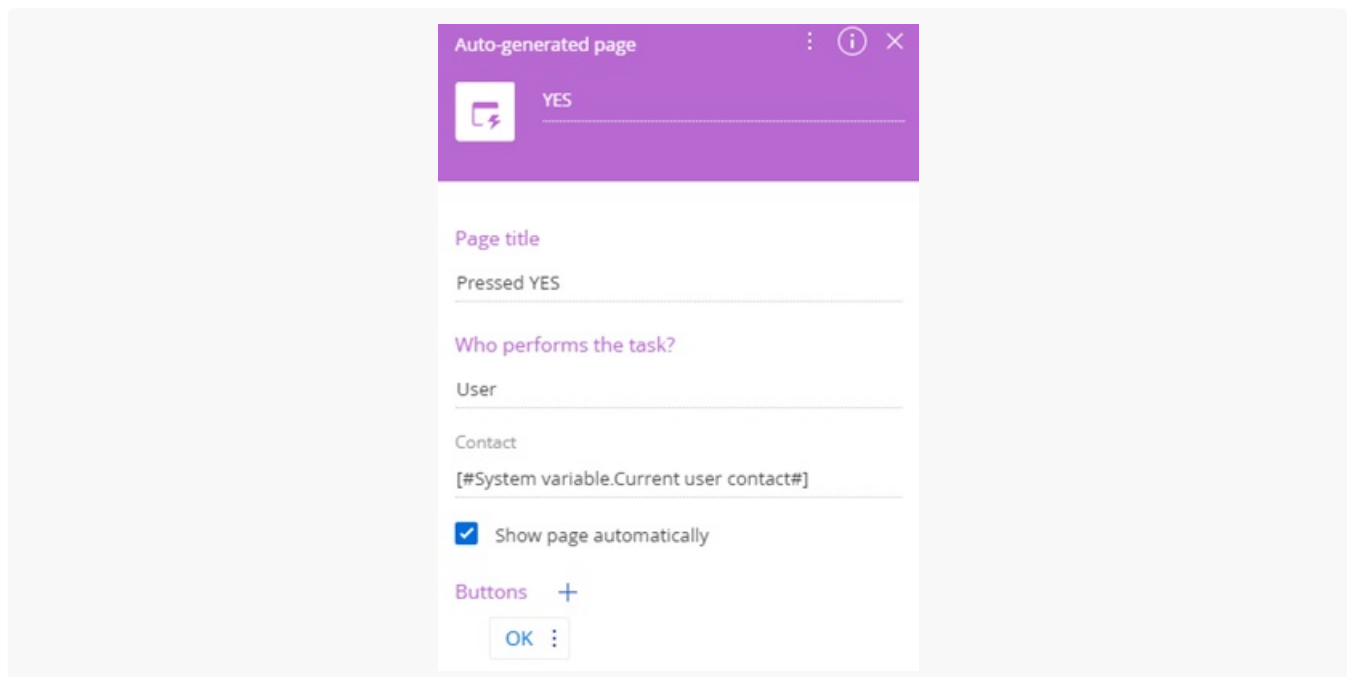 Auto-generated page
YES
Page title
Pressed YES
Who performs the task?
User
Contact
[#System variable.Current user contact#]
Show page automatically
Buttons +
OK